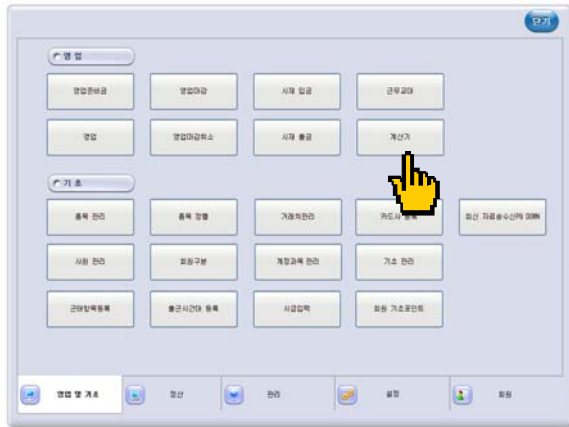 닫기
영 업
영업준비금
영업마감
시재 입금
근무교대
영업
영업마감취소
시재 출금
계산기
기 초
품목 관리
품목 정렬
거래처관리
카드사 등록
최신 자료송수신PG DOWN
사원 관리
회원구분
계정과목 관리
기초 관리
근태항목등록
출근시간대 등록
시급입력
회원 기초포인트
영업 및 기초
정산
관리
설정
회원